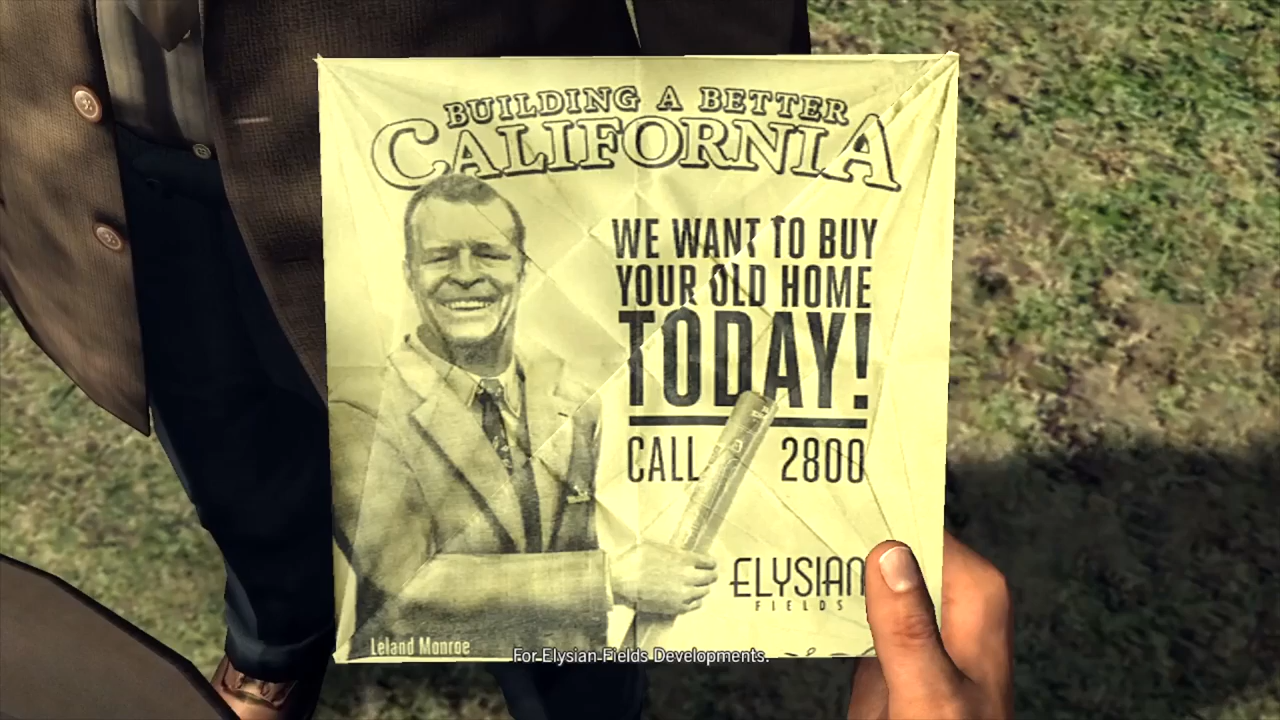 BUILDING A BETTER
CALIFORNIA
WE WANT TO BUY
YOUR OLD HOME
TODAY!
CALL 2800
ELYSIAN
FIELDS
Leland Monroe
For Elysian Fields Developments.